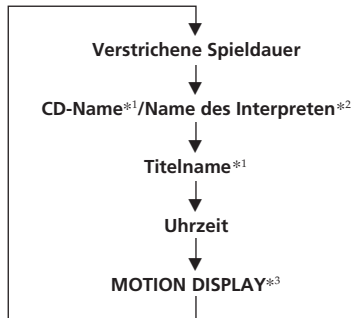 Verstrichene Spieldauer
CD-Name*1/Name des Interpreten*2
Titelname*1
Uhrzeit
MOTION DISPLAY*3